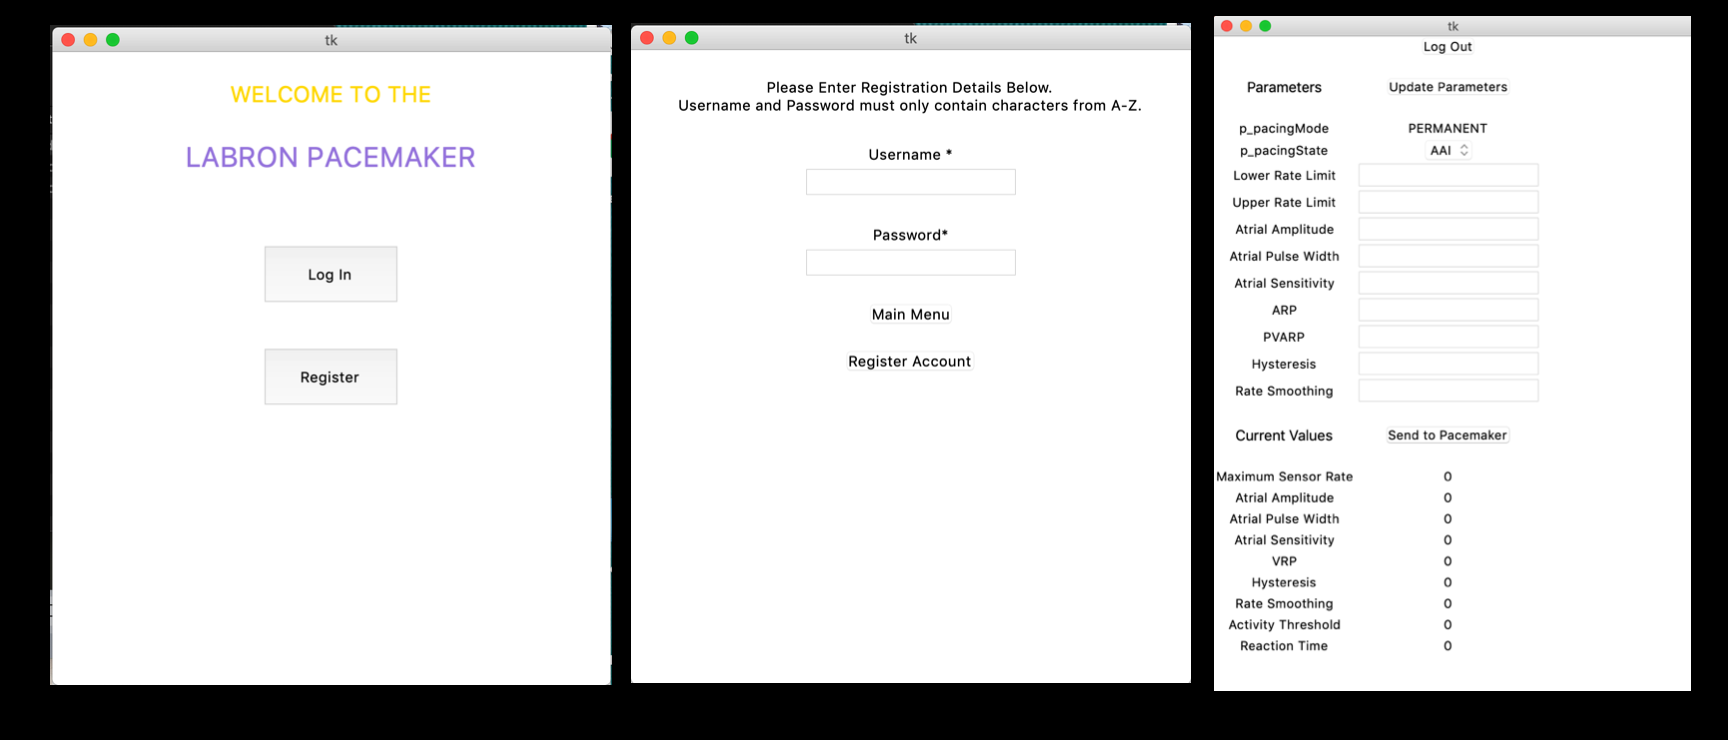 tk
WELCOME TO THE
LABRON PACEMAKER
Log In
Register
tk
Please Enter Registration Details Below.
Username and Password must only contain characters from A-Z.
Username *
Password*
Main Menu
Register Account
tk
Log Out
Parameters Update Parameters
p_pacingMode PERMANENT
p_pacingState AAI
Lower Rate Limit
Upper Rate Limit
Atrial Amplitude
Atrial Pulse Width
Atrial Sensitivity
ARP
PVARP
Hysteresis
Rate Smoothing
Current Values Send to Pacemaker
Maximum Sensor Rate 0
Atrial Amplitude 0
Atrial Pulse Width 0
Atrial Sensitivity 0
VRP 0
Hysteresis 0
Rate Smoothing 0
Activity Threshold 0
Reaction Time 0